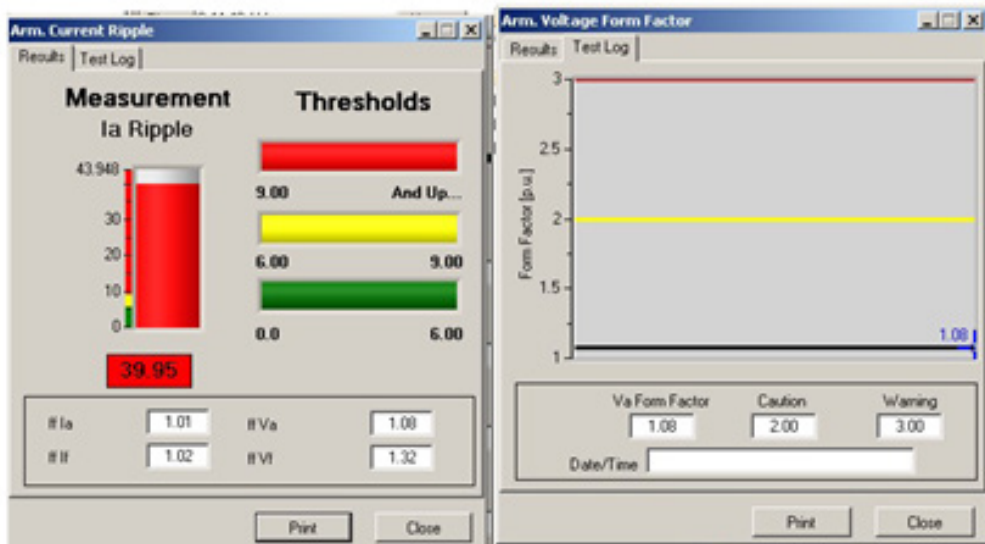 Arm. Current Ripple
Results Test Log
Measurement
Ia Ripple
43.948
30
20
10
0
39.95
Thresholds
9.00 And Up...
6.00 9.00
0.0 6.00
ff Ia 1.01 ff Va 1.08
ff If 1.02 ff Vf 1.32
Print Close
Arm. Voltage Form Factor
Results Test Log
Form Factor [p.u.]
3
2.5
2
1.5
1
1.08
Va Form Factor Caution Warning
1.08 2.00 3.00
Date/Time
Print Close